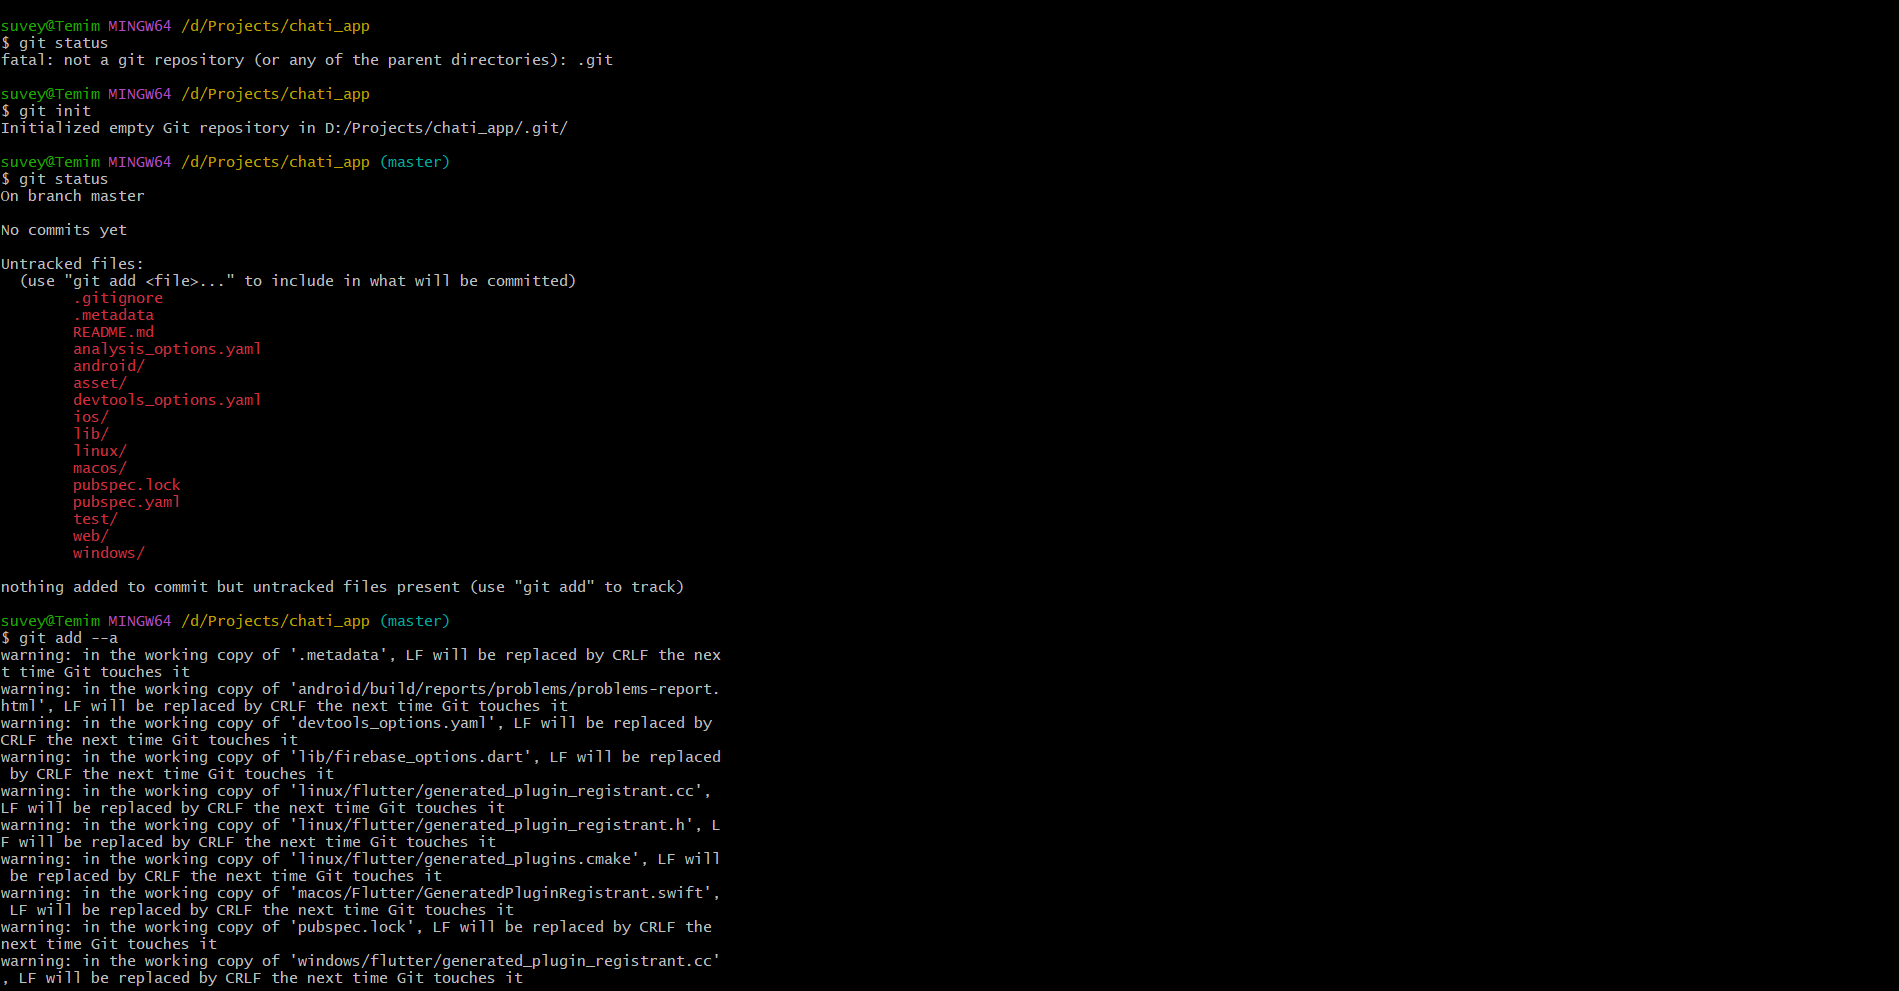 suvey@Temim MINGW64 /d/Projects/chati_app
$ git status
fatal: not a git repository (or any of the parent directories): .git

suvey@Temim MINGW64 /d/Projects/chati_app
$ git init
Initialized empty Git repository in D:/Projects/chati_app/.git/

suvey@Temim MINGW64 /d/Projects/chati_app (master)
$ git status
On branch master

No commits yet

Untracked files:
  (use "git add <file>..." to include in what will be committed)
        .gitignore
        .metadata
        README.md
        analysis_options.yaml
        android/
        asset/
        devtools_options.yaml
        ios/
        lib/
        linux/
        macos/
        pubspec.lock
        pubspec.yaml
        test/
        web/
        windows/

nothing added to commit but untracked files present (use "git add" to track)

suvey@Temim MINGW64 /d/Projects/chati_app (master)
$ git add --a
warning: in the working copy of '.metadata', LF will be replaced by CRLF the nex
t time Git touches it
warning: in the working copy of 'android/build/reports/problems/problems-report.
html', LF will be replaced by CRLF the next time Git touches it
warning: in the working copy of 'devtools_options.yaml', LF will be replaced by
CRLF the next time Git touches it
warning: in the working copy of 'lib/firebase_options.dart', LF will be replaced
 by CRLF the next time Git touches it
warning: in the working copy of 'linux/flutter/generated_plugin_registrant.cc',
LF will be replaced by CRLF the next time Git touches it
warning: in the working copy of 'linux/flutter/generated_plugin_registrant.h', L
F will be replaced by CRLF the next time Git touches it
warning: in the working copy of 'linux/flutter/generated_plugins.cmake', LF will
 be replaced by CRLF the next time Git touches it
warning: in the working copy of 'macos/Flutter/GeneratedPluginRegistrant.swift',
 LF will be replaced by CRLF the next time Git touches it
warning: in the working copy of 'pubspec.lock', LF will be replaced by CRLF the
next time Git touches it
warning: in the working copy of 'windows/flutter/generated_plugin_registrant.cc'
, LF will be replaced by CRLF the next time Git touches it